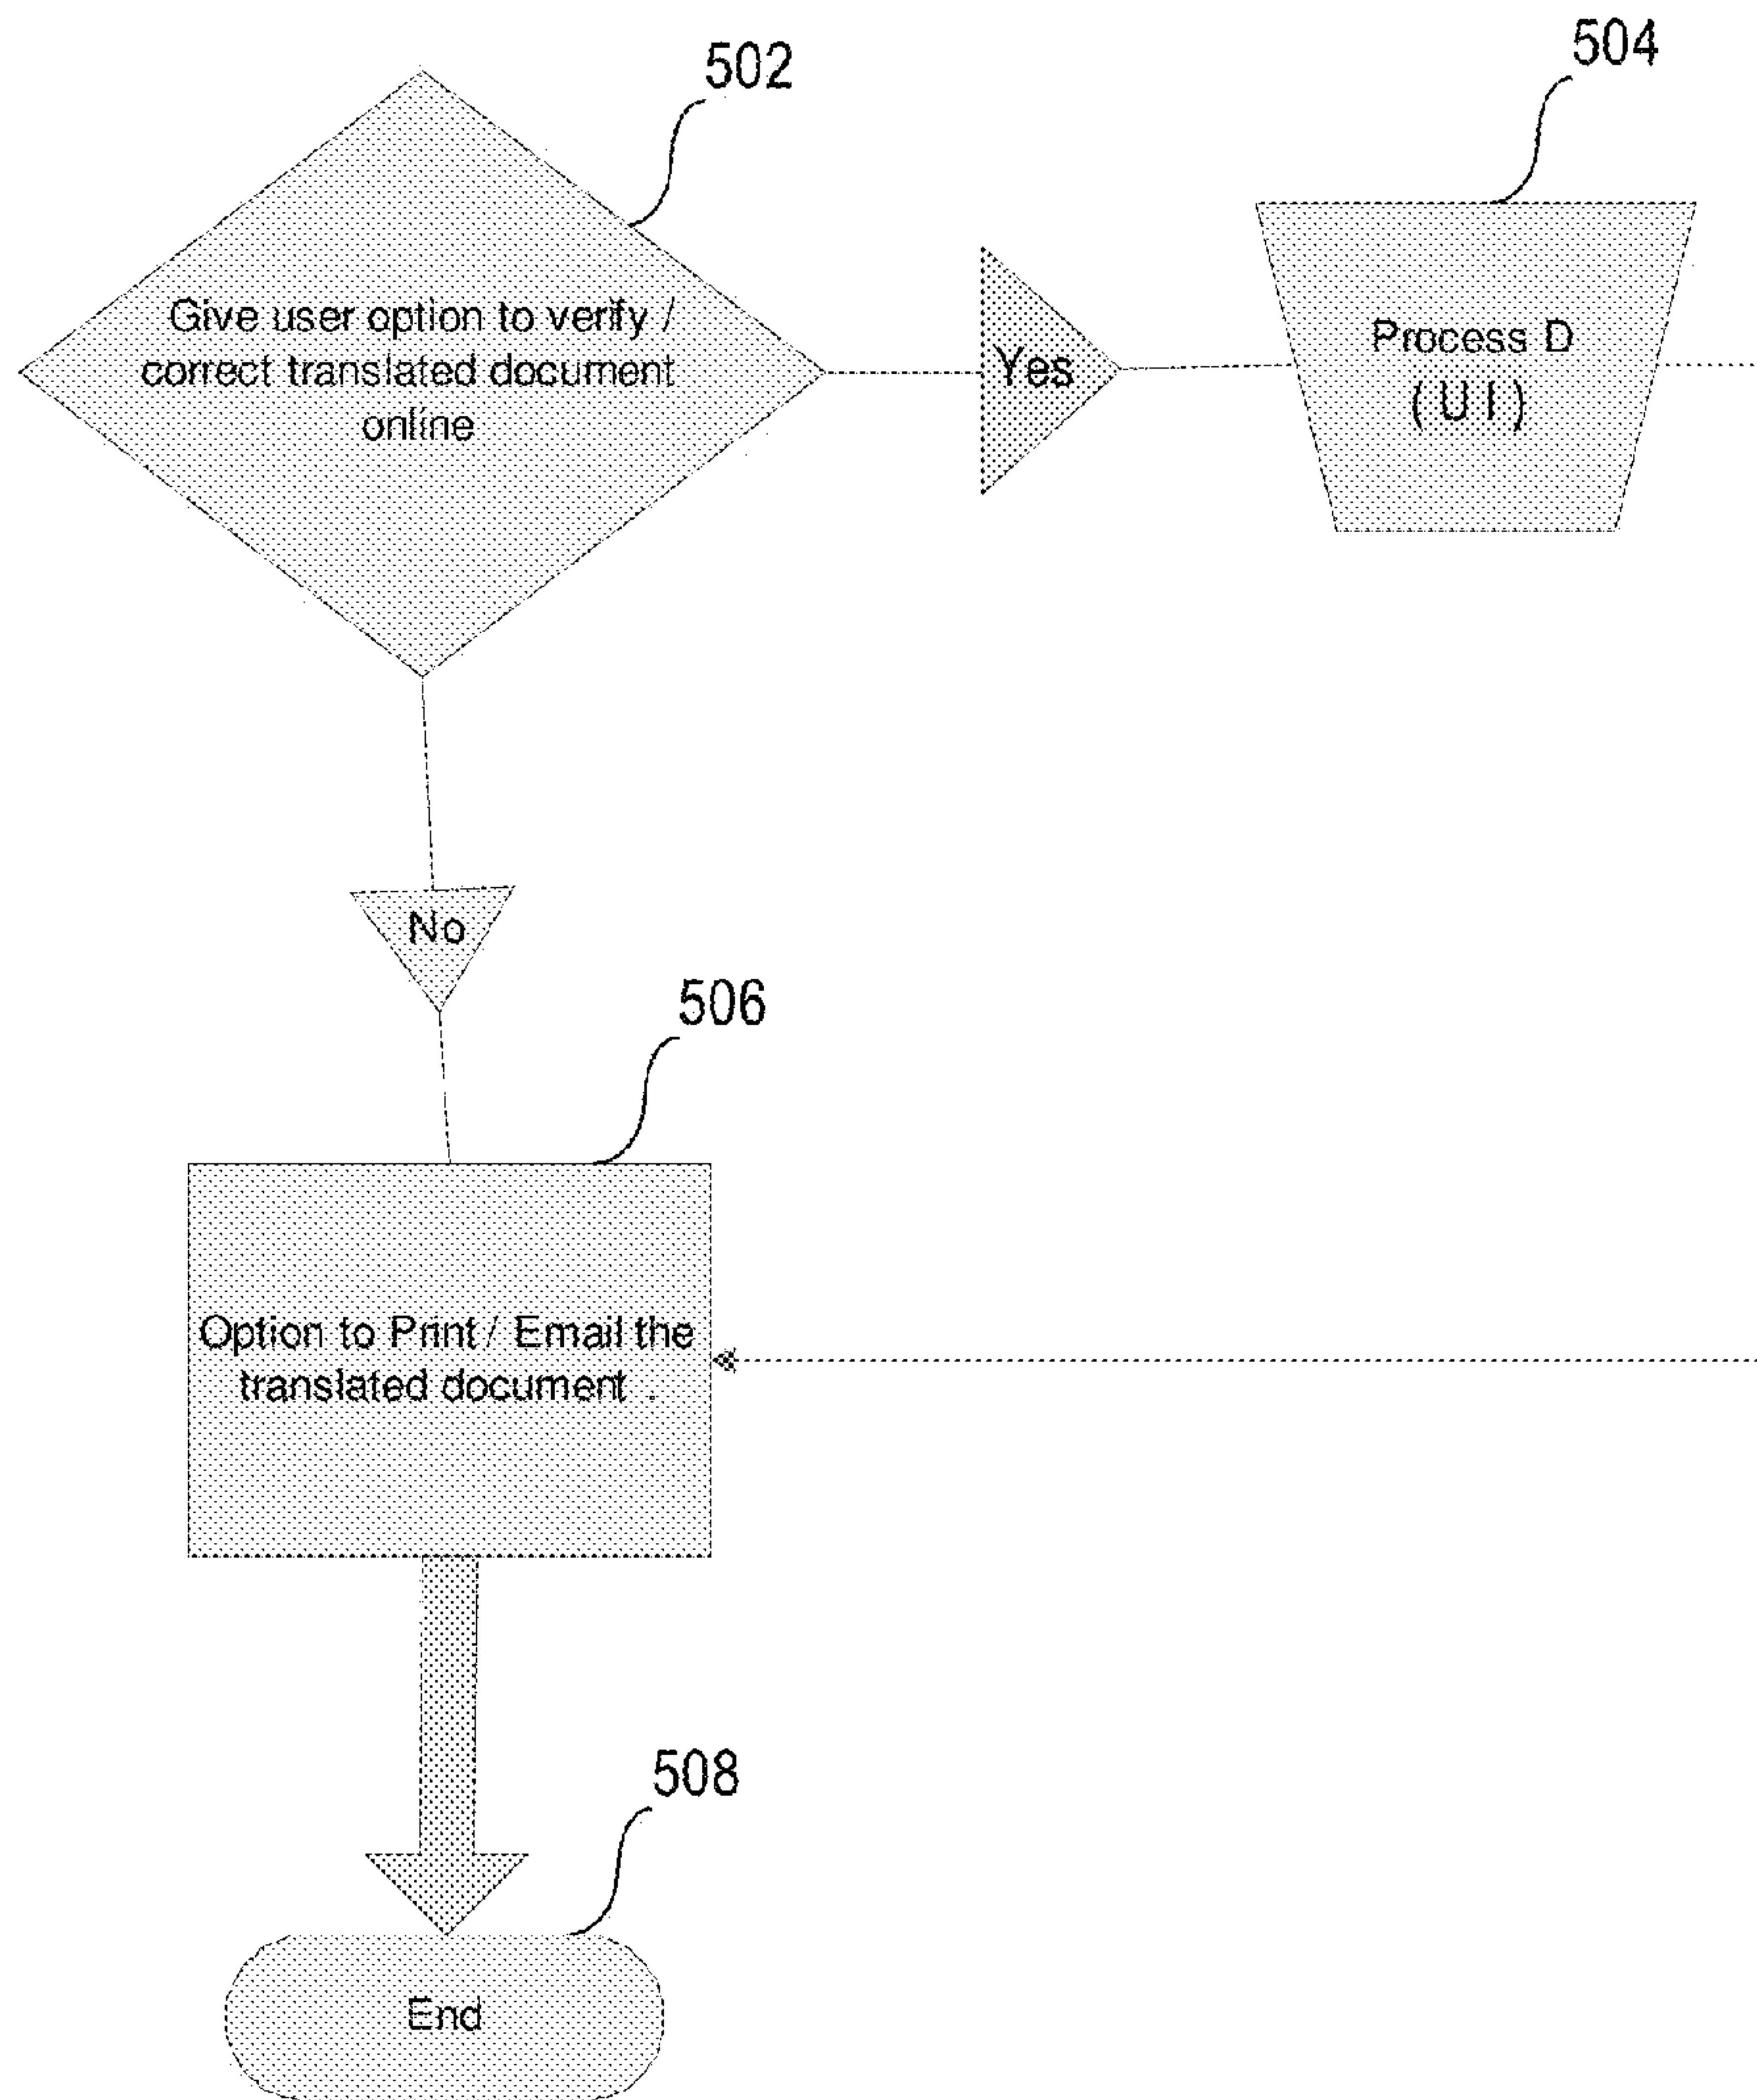 502
504
Give user option to verify /
correct translated document
online
Yes
Process D
( U I )
No
506
Option to Print / Email the
translated document .
508
End